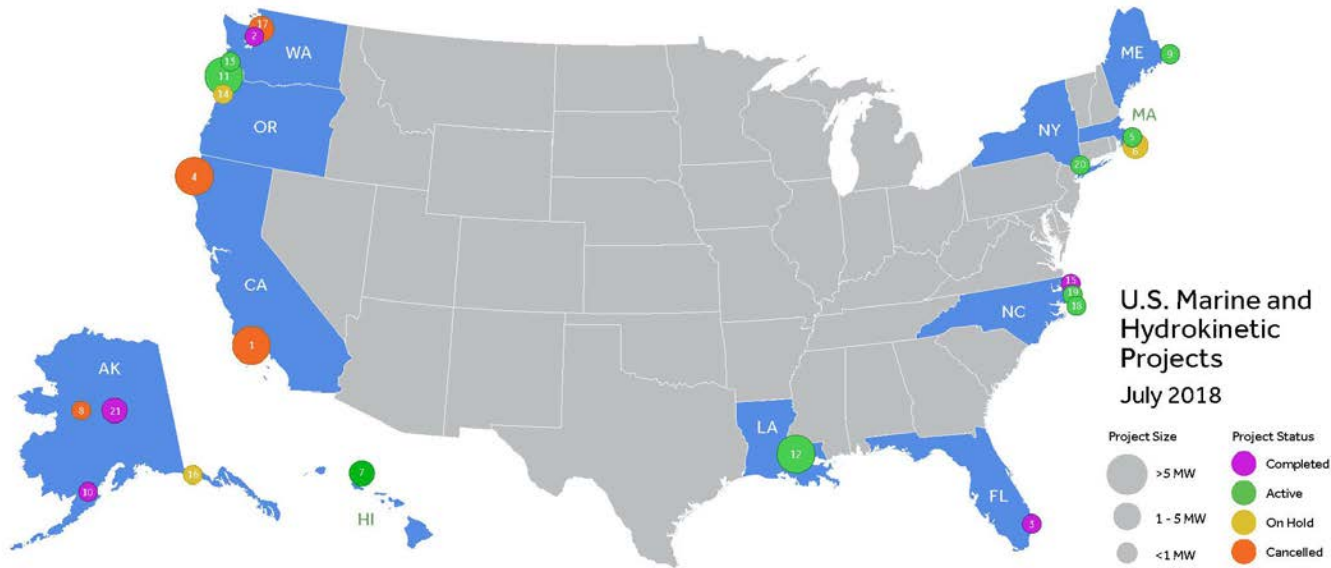 17
2
WA
13
11
14
OR
4
CA
1
AK
8
21
10
16
7
HI
ME
9
MA
NY
5
6
20
15
19
18
NC
LA
12
FL
3
U.S. Marine and
Hydrokinetic
Projects
July 2018
Project Size
>5 MW
1 - 5 MW
<1 MW
Project Status
Completed
Active
On Hold
Cancelled